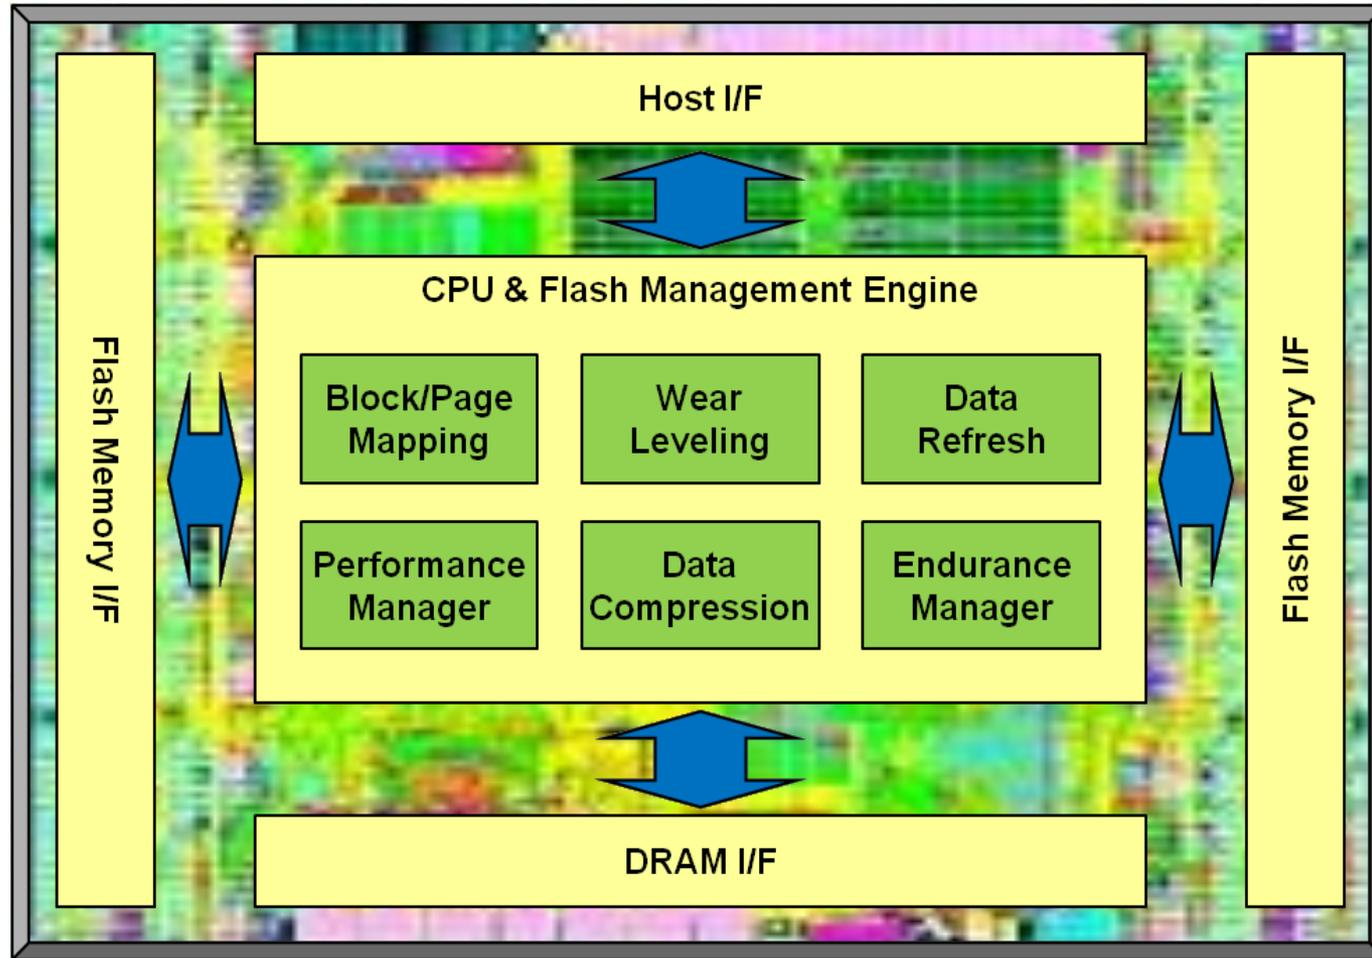 Host I/F
Flash Memory I/F
CPU & Flash Management Engine
Block/Page
Mapping
Wear
Leveling
Data
Refresh
Performance
Manager
Data
Compression
Endurance
Manager
Flash Memory I/F
DRAM I/F